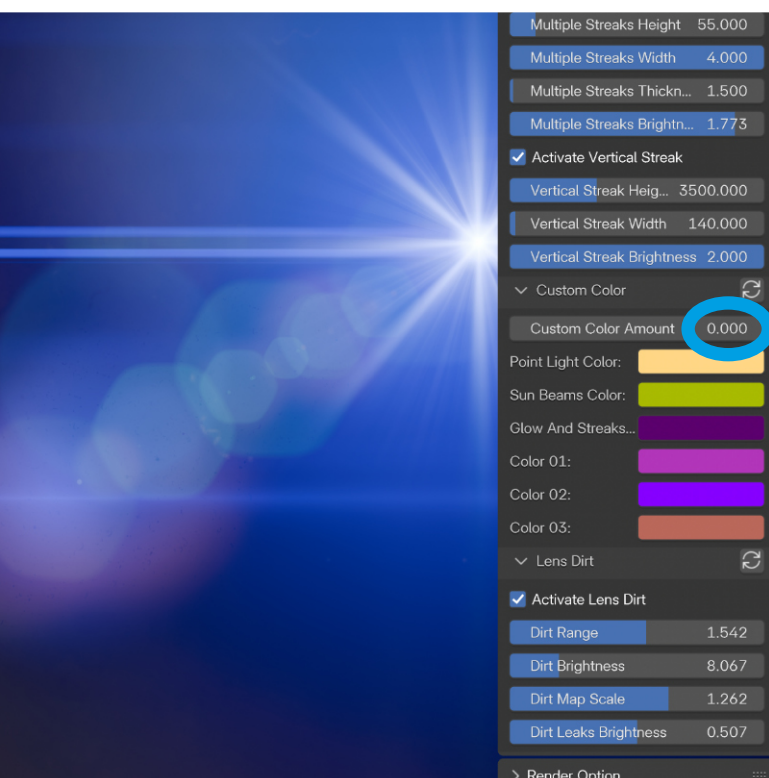 Multiple Streaks Height 55.000
Multiple Streaks Width 4.000
Multiple Streaks Thickn... 1.500
Multiple Streaks Brightn... 1.773
Activate Vertical Streak
Vertical Streak Heig... 3500.000
Vertical Streak Width 140.000
Vertical Streak Brightness 2.000
Custom Color
Custom Color Amount 0.000
Point Light Color:
Sun Beams Color:
Glow And Streaks...
Color 01:
Color 02:
Color 03:
Lens Dirt
Activate Lens Dirt
Dirt Range 1.542
Dirt Brightness 8.067
Dirt Map Scale 1.262
Dirt Leaks Brightness 0.507
Render Option